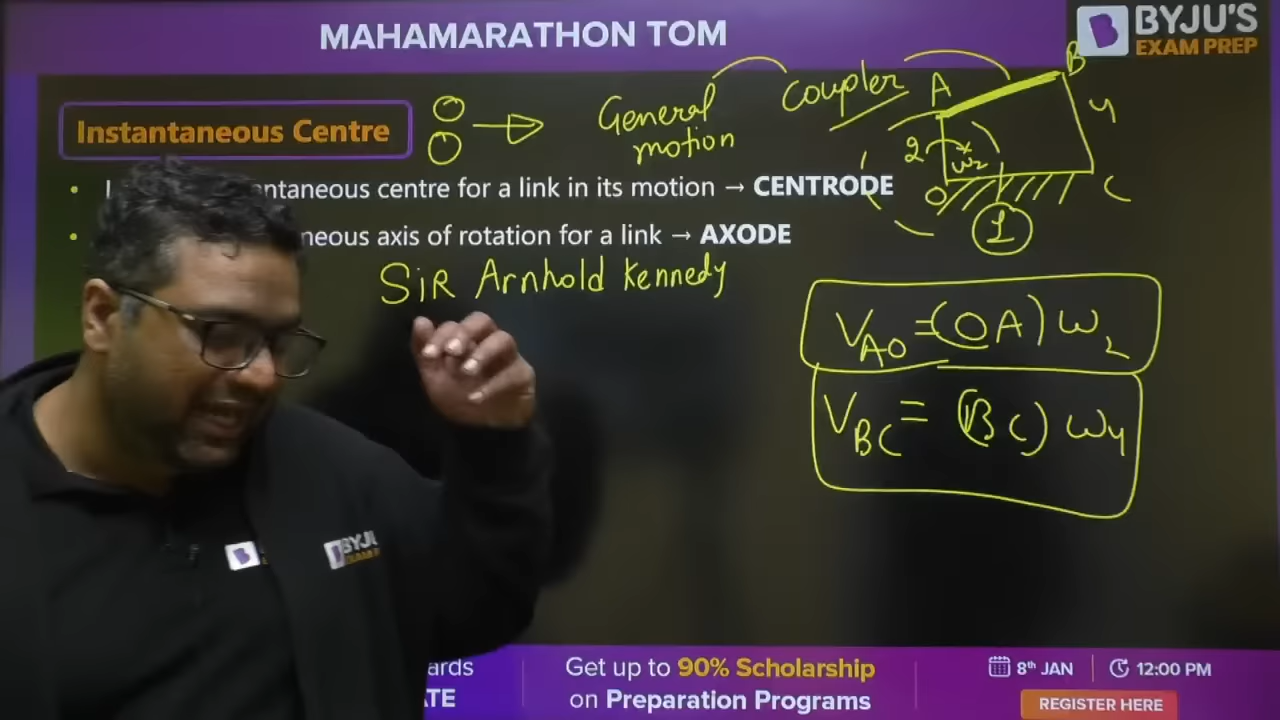 MAHAMARATHON TOM
BYJU'S
EXAM PREP
Instantaneous Centre
General motion
Coupler
A
B
2
ω2
4
O
C
1
antaneous centre for a link in its motion → CENTRODE
neous axis of rotation for a link → AXODE
SiR Arnhold Kennedy
VAO = (OA) ω2
VBC = (BC) ω4
BYJU
ards
TE
Get up to 90% Scholarship
on Preparation Programs
8th JAN
12:00 PM
REGISTER HERE